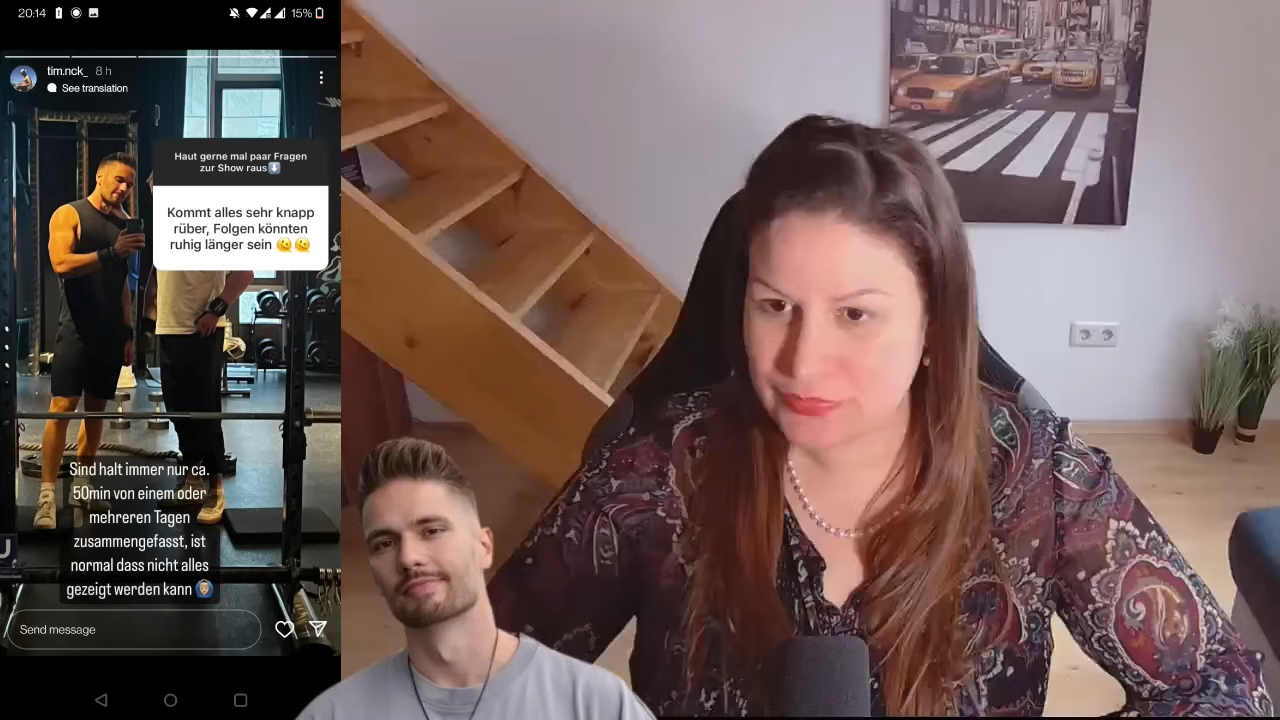 20:14
15%
tim.nck_ 8 h
See translation
Haut gerne mal paar Fragen
zur Show raus⬇️
Kommt alles sehr knapp
rüber, Folgen könnten
ruhig länger sein 🫠🫠
Sind halt immer nur ca.
50min von einem oder
mehreren Tagen
zusammengefasst, ist
normal dass nicht alles
gezeigt werden kann 🙆🏼‍♂️
U
Send message